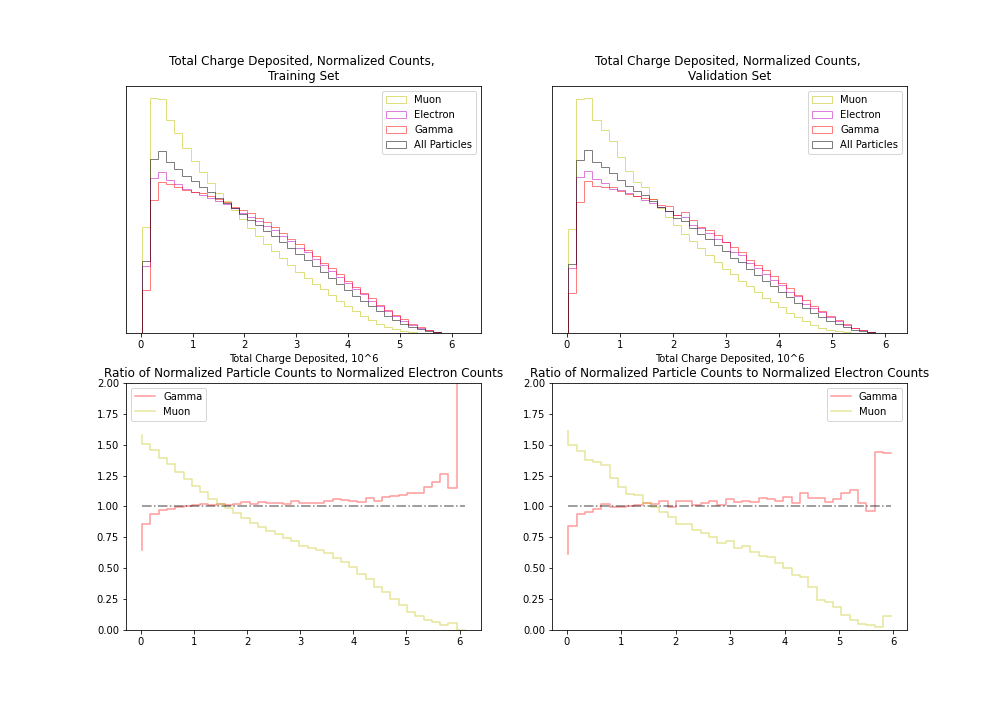 Total Charge Deposited, Normalized Counts,
Training Set
Muon
Electron
Gamma
All Particles
0 1 2 3 4 5 6
Total Charge Deposited, 10^6
Total Charge Deposited, Normalized Counts,
Validation Set
Muon
Electron
Gamma
All Particles
0 1 2 3 4 5 6
Total Charge Deposited, 10^6
Ratio of Normalized Particle Counts to Normalized Electron Counts
2.00
1.75
1.50
1.25
1.00
0.75
0.50
0.25
0.00
Gamma
Muon
0 1 2 3 4 5 6
Ratio of Normalized Particle Counts to Normalized Electron Counts
2.00
1.75
1.50
1.25
1.00
0.75
0.50
0.25
0.00
Gamma
Muon
0 1 2 3 4 5 6